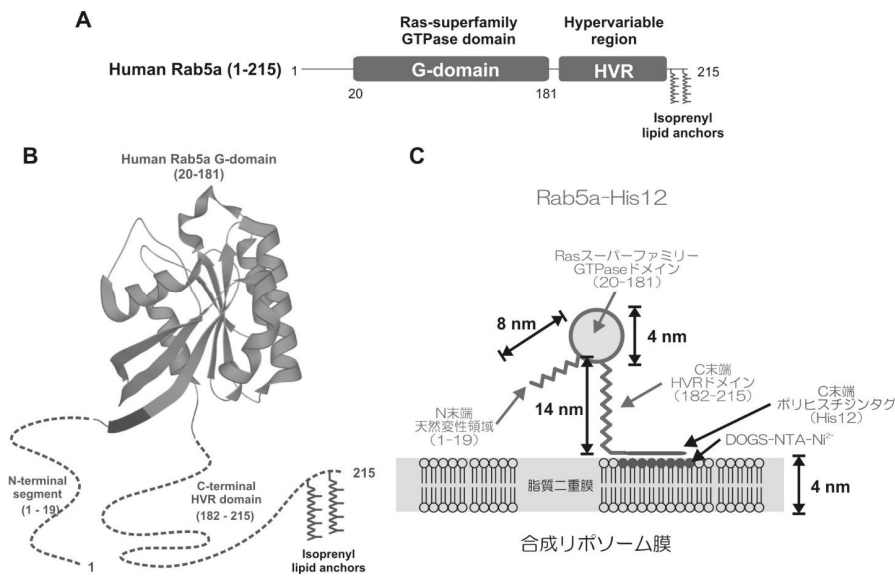 A
Ras-superfamily
GTPase domain
Hypervariable
region
Human Rab5a (1-215)
1
G-domain
HVR
215
20
181
Isoprenyl
lipid anchors
B
Human Rab5a G-domain
(20-181)
N-terminal
segment
(1 - 19)
1
C-terminal
HVR domain
(182 - 215)
215
Isoprenyl
lipid anchors
C
Rab5a-His12
Rasスーパーファミリー
GTPaseドメイン
(20-181)
8 nm
4 nm
N末端
天然変性領域
(1-19)
14 nm
C末端
HVRドメイン
(182-215)
C末端
ポリヒスチジンタグ
(His12)
DOGS-NTA-Ni²⁻
脂質二重膜
4 nm
合成リポソーム膜